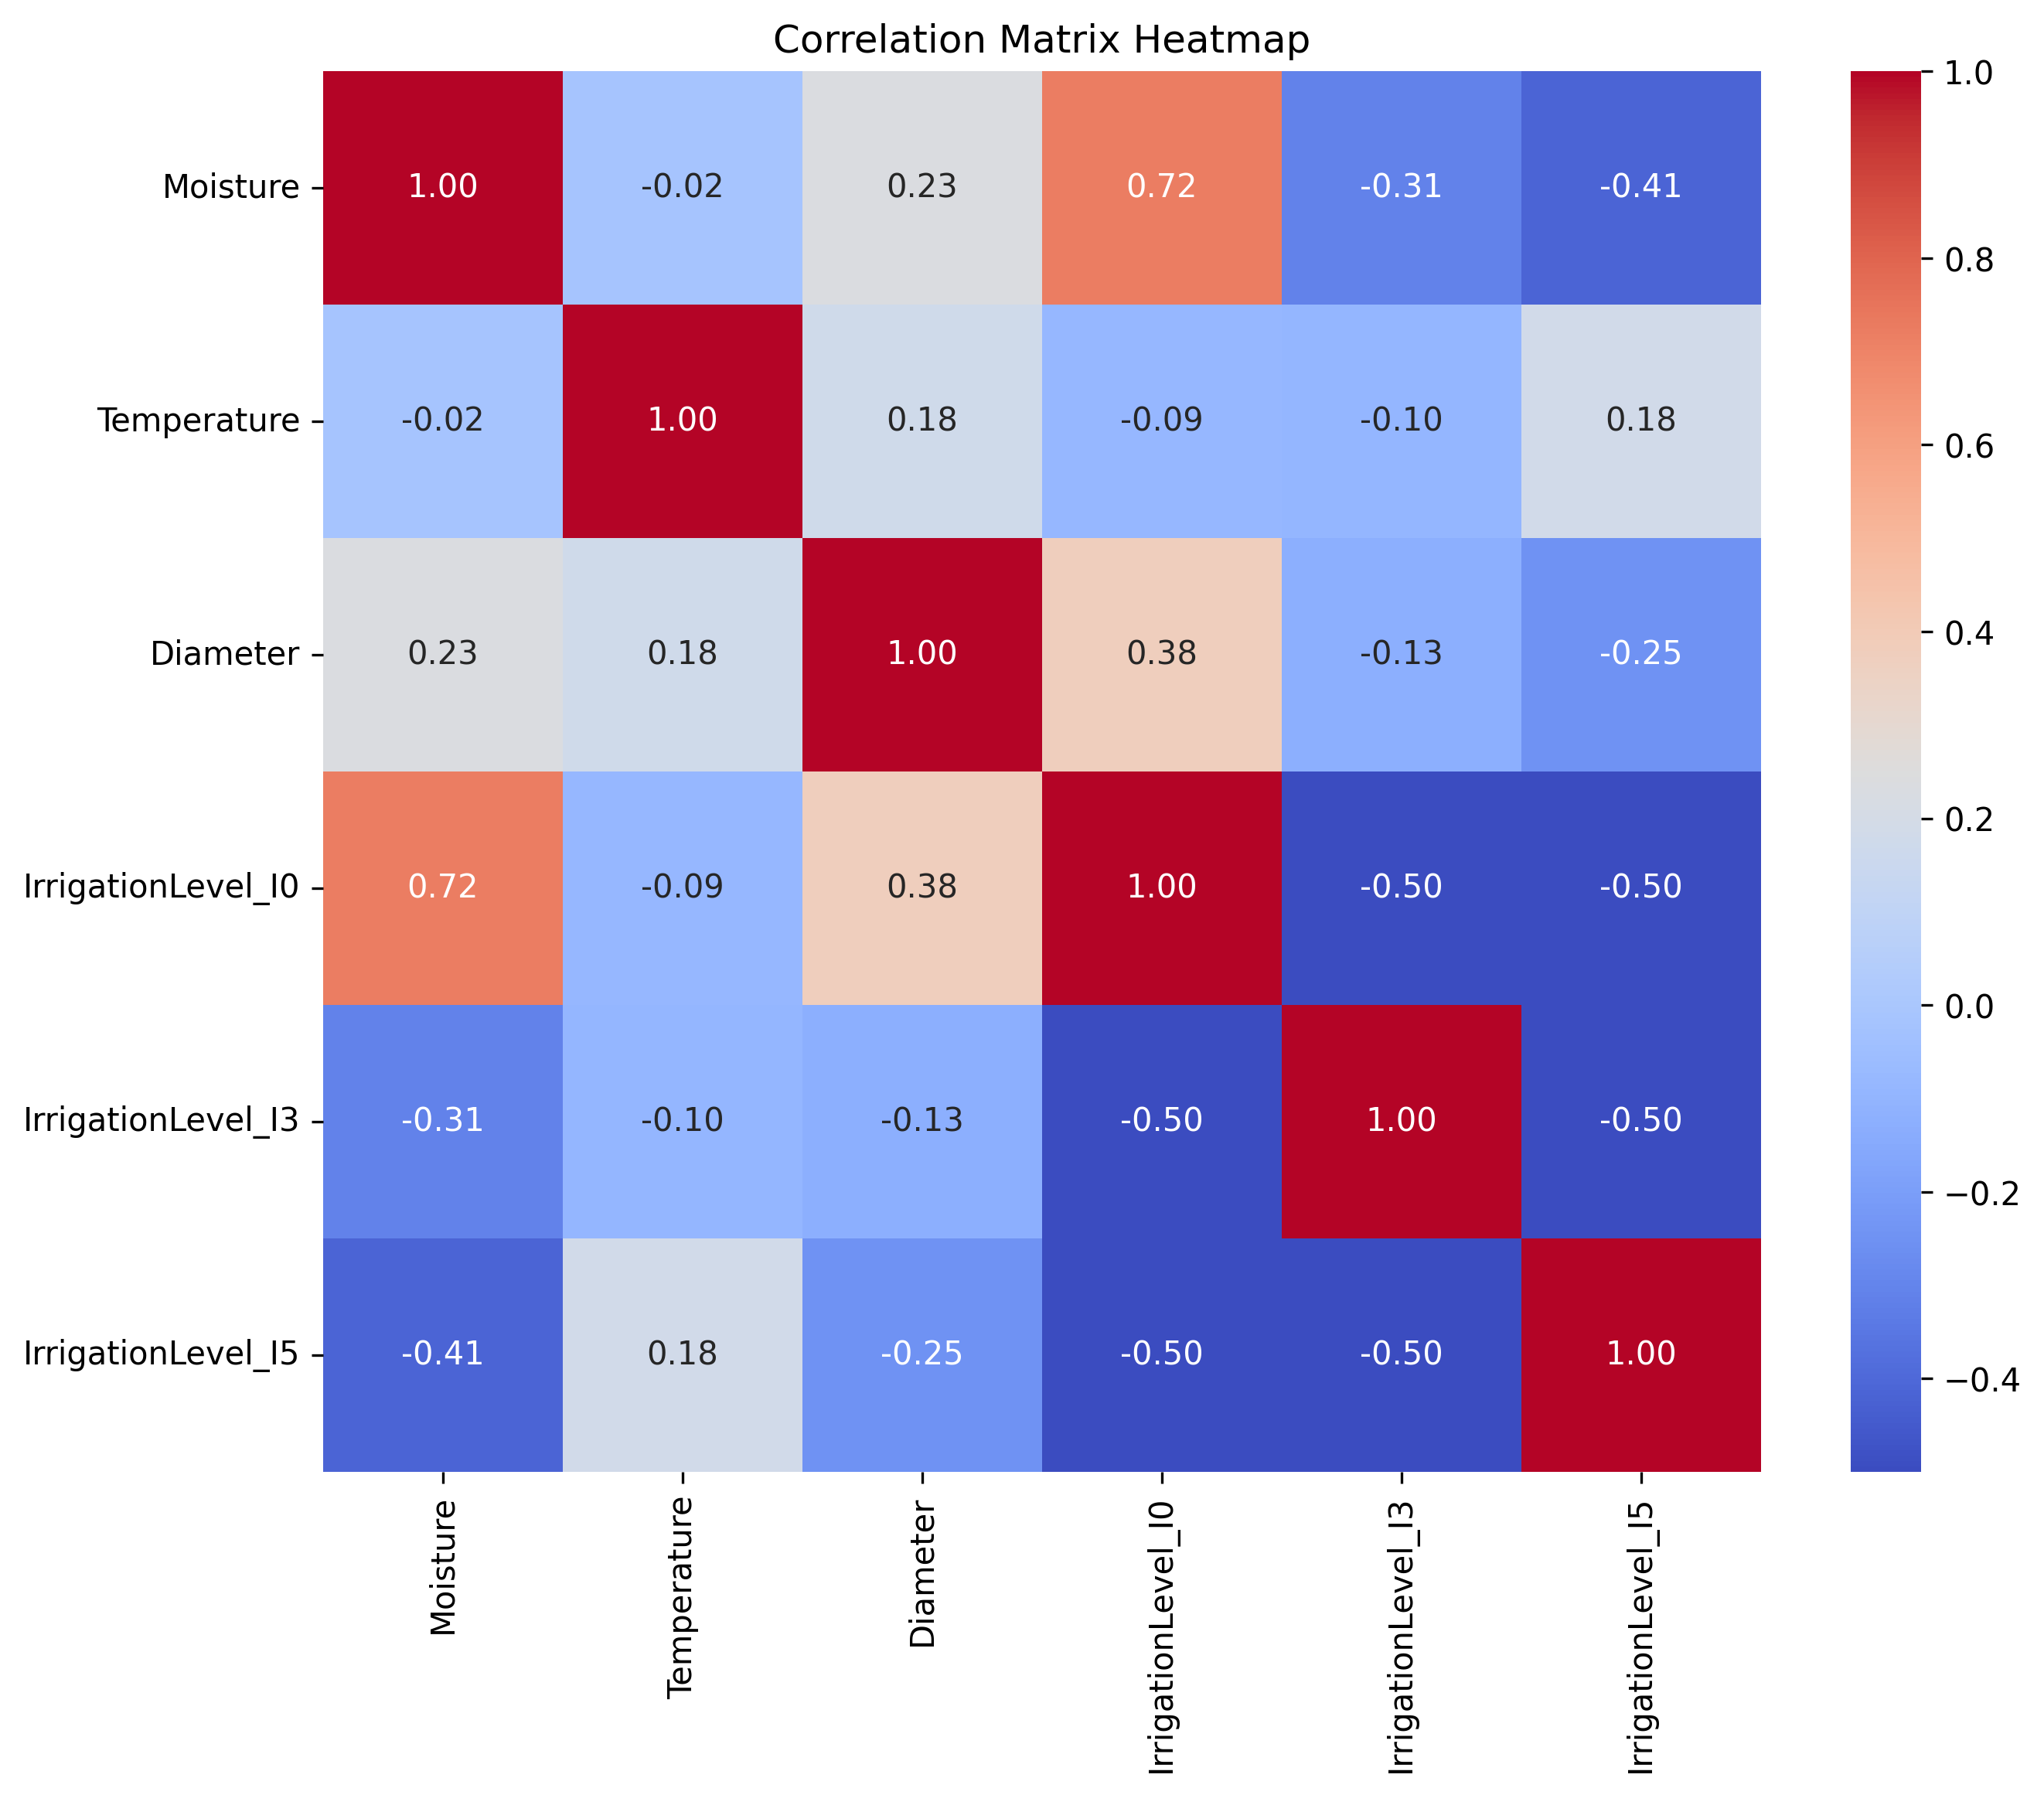 Correlation Matrix Heatmap
Moisture 1.00 -0.02 0.23 0.72 -0.31 -0.41
Temperature -0.02 1.00 0.18 -0.09 -0.10 0.18
Diameter 0.23 0.18 1.00 0.38 -0.13 -0.25
IrrigationLevel_I0 0.72 -0.09 0.38 1.00 -0.50 -0.50
IrrigationLevel_I3 -0.31 -0.10 -0.13 -0.50 1.00 -0.50
IrrigationLevel_I5 -0.41 0.18 -0.25 -0.50 -0.50 1.00
Moisture
Temperature
Diameter
IrrigationLevel_I0
IrrigationLevel_I3
IrrigationLevel_I5
1.0
0.8
0.6
0.4
0.2
0.0
−0.2
−0.4